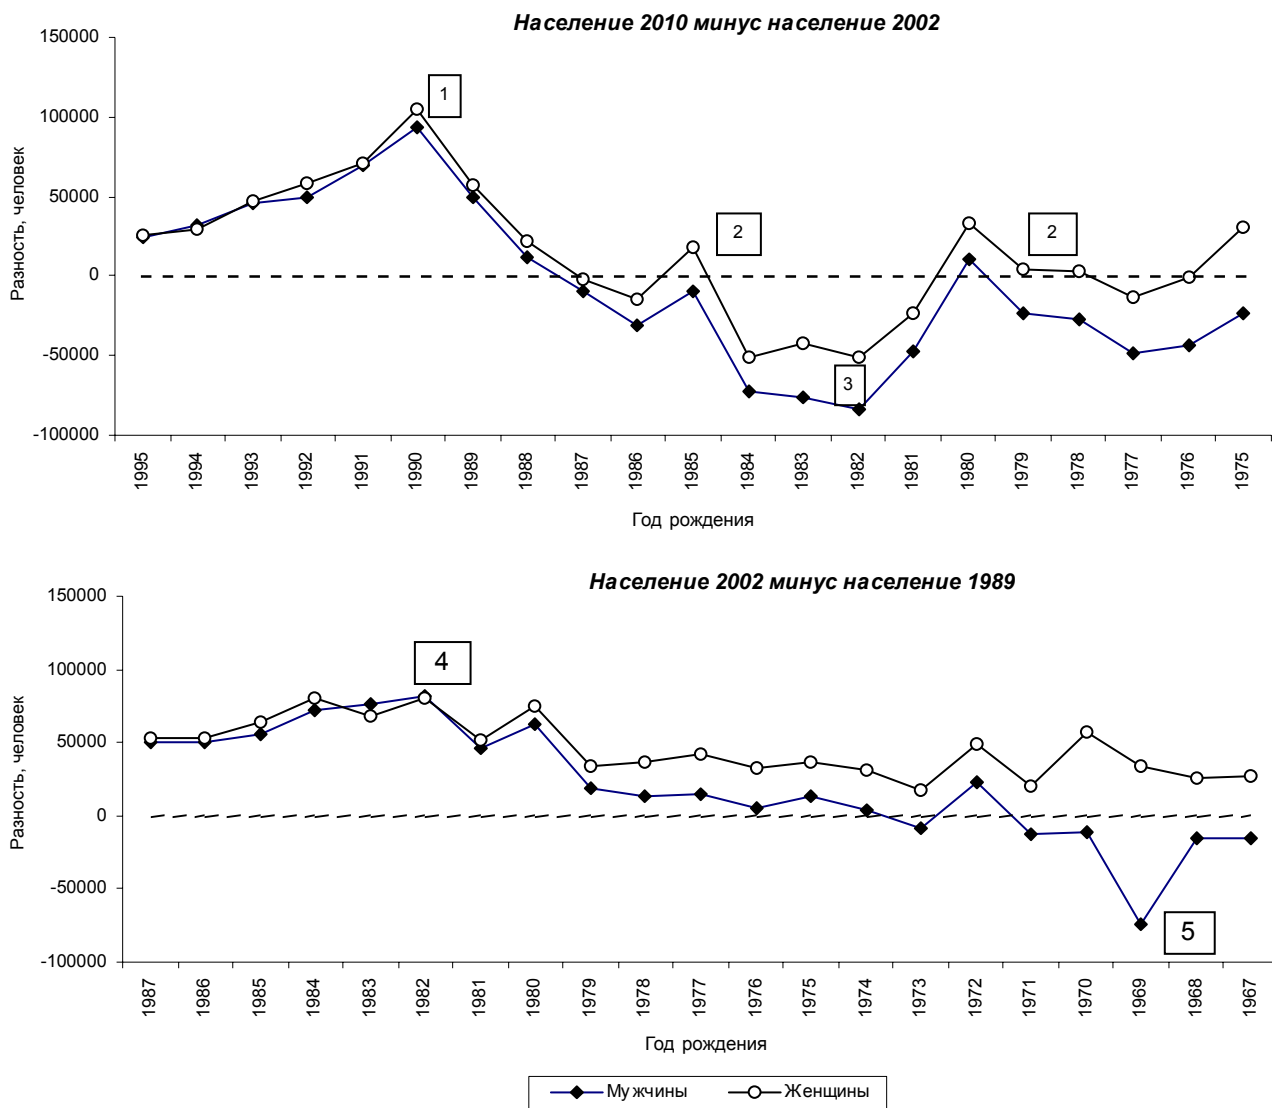 Население 2010 минус население 2002
150000
100000
50000
0
-50000
-100000
Разность, человек
1
2
2
3
1995 1994 1993 1992 1991 1990 1989 1988 1987 1986 1985 1984 1983 1982 1981 1980 1979 1978 1977 1976 1975
Год рождения
Население 2002 минус население 1989
150000
100000
50000
0
-50000
-100000
Разность, человек
4
5
1987 1986 1985 1984 1983 1982 1981 1980 1979 1978 1977 1976 1975 1974 1973 1972 1971 1970 1969 1968 1967
Год рождения
Мужчины Женщины